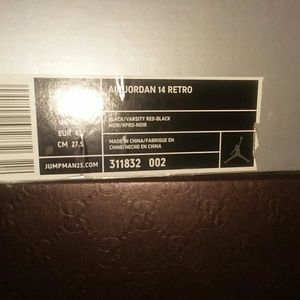 AIR JORDAN 14 RETRO
BLACK/VARSITY RED-BLACK
NOIR/RPRO-NOIR
EUR
CM 27.5
MADE IN CHINA/FABRIQUE EN
CHINE/HECHO EN CHINA
JUMPMAN23.COM
311832 002